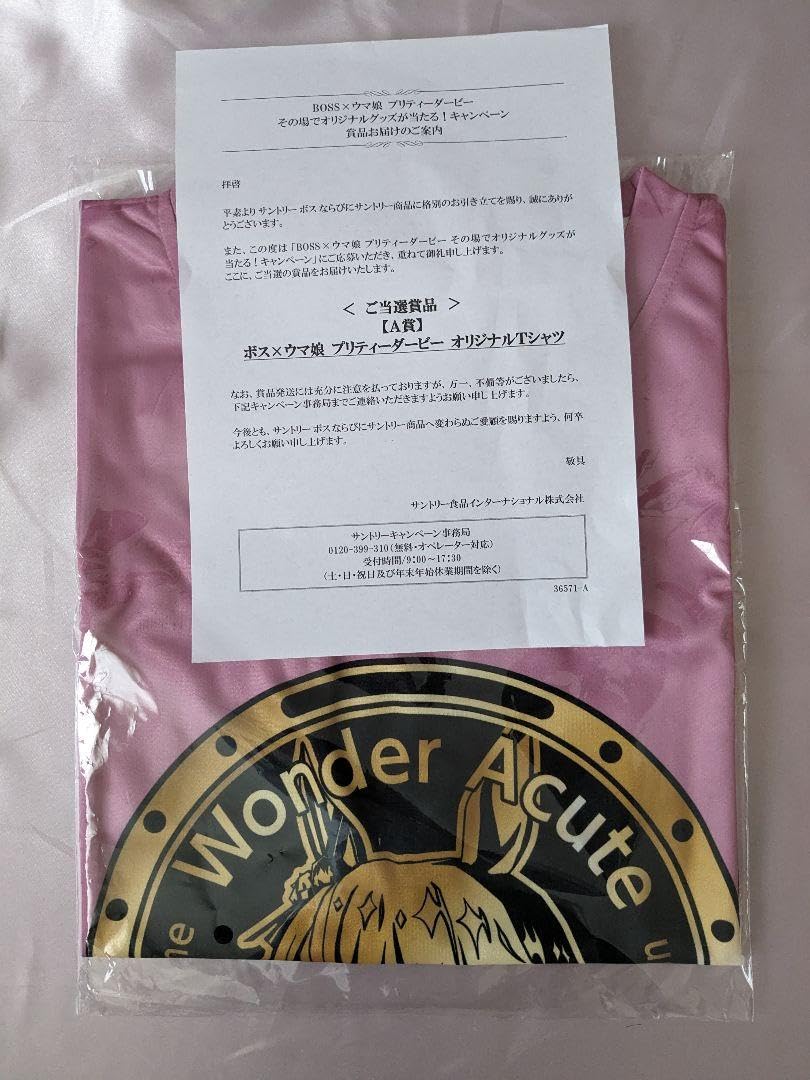 BOSS×ウマ娘 プリティーダービー
その場でオリジナルグッズが当たる！キャンペーン
賞品お届けのご案内
拝啓
平素より サントリー ボス ならびにサントリー商品に格別のお引き立てを賜り、誠にありが
とうございます。
また、この度は「BOSS×ウマ娘 プリティーダービー その場でオリジナルグッズが
当たる！キャンペーン」にご応募いただき、重ねて御礼申し上げます。
ここに、ご当選の賞品をお届けいたします。
＜ ご当選賞品 ＞
【A賞】
ボス×ウマ娘 プリティーダービー オリジナルTシャツ
なお、賞品発送には充分に注意を払っておりますが、万一、不備等がございましたら、
下記キャンペーン事務局までご連絡いただきますようお願い申し上げます。
今後とも、サントリー ボスならびにサントリー商品へ変わらぬご愛顧を賜りますよう、何卒
よろしくお願い申し上げます。
敬具
サントリー食品インターナショナル株式会社
サントリーキャンペーン事務局
0120-399-310（無料・オペレーター対応）
受付時間/9：00～17：30
（土・日・祝日及び年末年始休業期間を除く）
36571-A
Wonder Acute